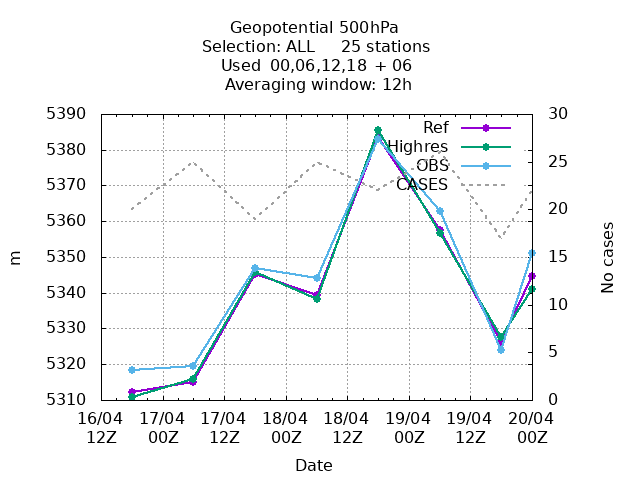 Geopotential 500hPa
Selection: ALL 25 stations
Used 00,06,12,18 + 06
Averaging window: 12h
5390
5380
5370
5360
5350
5340
5330
5320
5310
m
30
25
20
15
10
5
0
No cases
Ref
Highres
OBS
CASES
16/04 17/04 17/04 18/04 18/04 19/04 19/04 20/04
12Z 00Z 12Z 00Z 12Z 00Z 12Z 00Z
Date